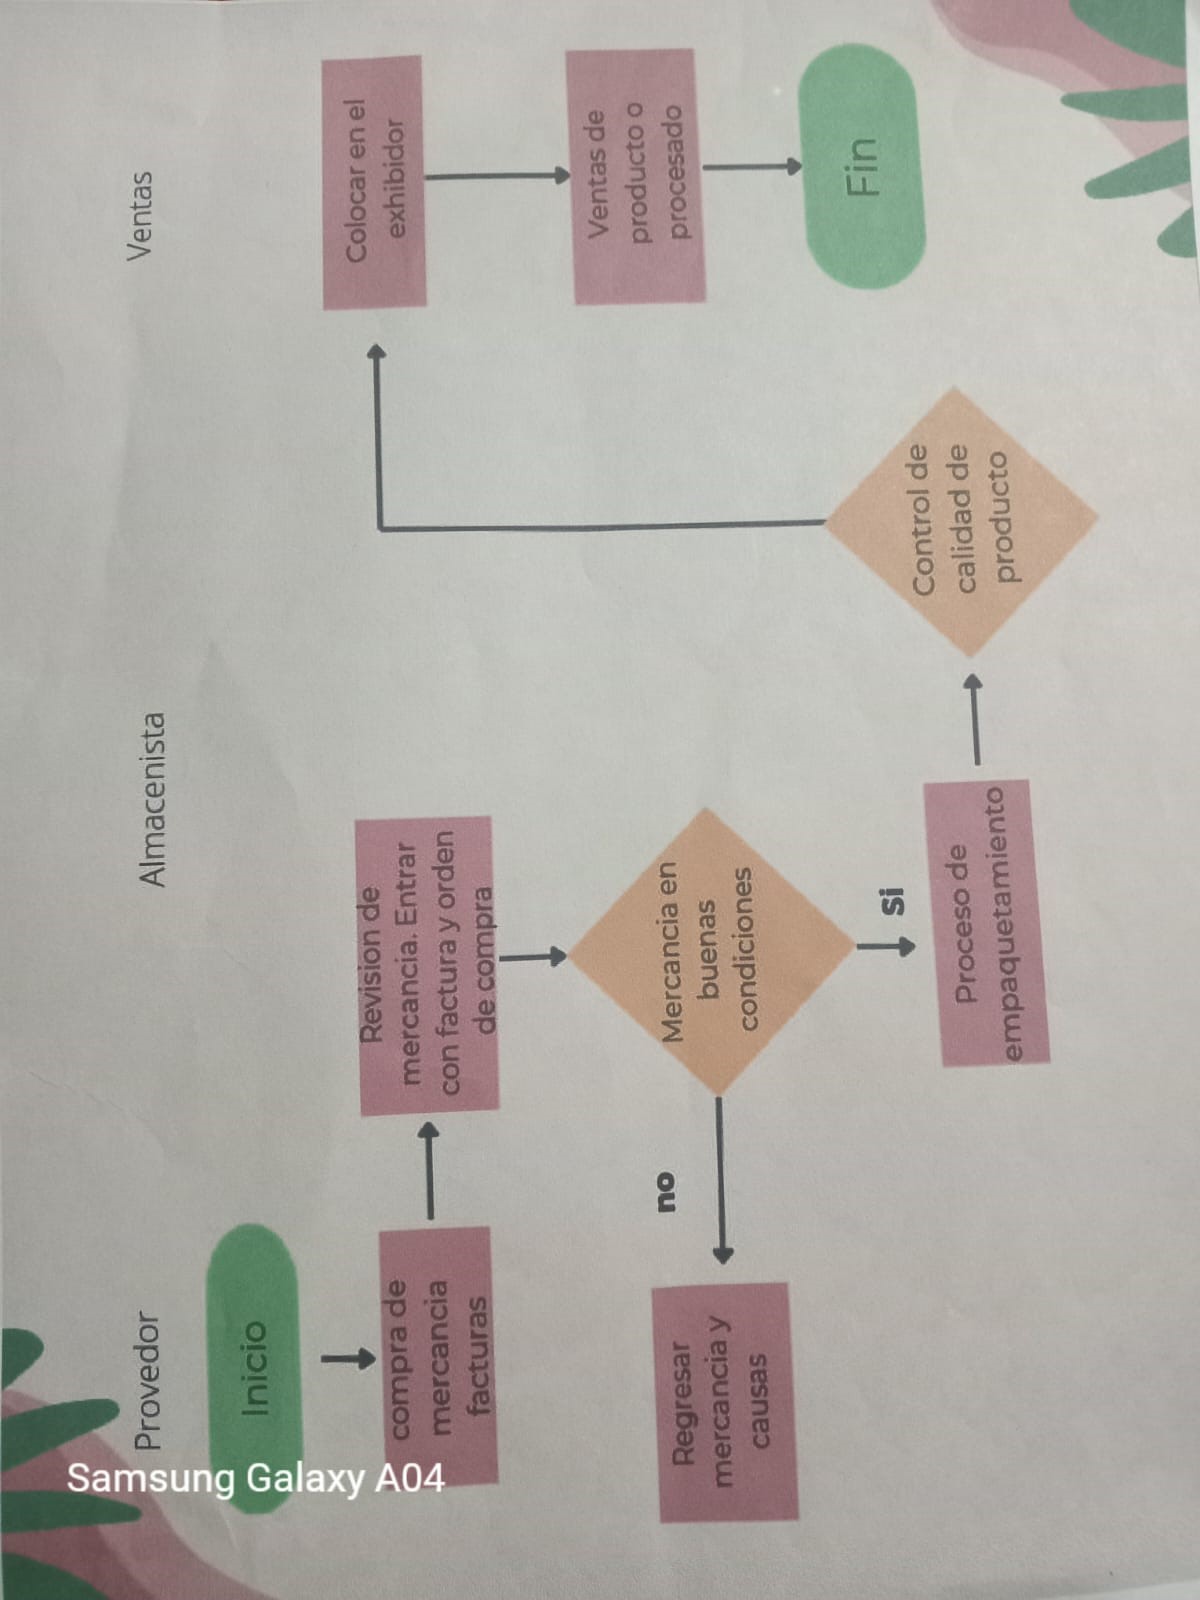 Provedor
Almacenista
Ventas
Inicio
compra de
mercancia
facturas
Revision de
mercancia. Entrar
con factura y orden
de compra
Mercancia en
buenas
condiciones
no
Regresar
mercancia y
causas
Si
Proceso de
empaquetamiento
Control de
calidad de
producto
Colocar en el
exhibidor
Ventas de
producto o
procesado
Fin
Samsung Galaxy A04